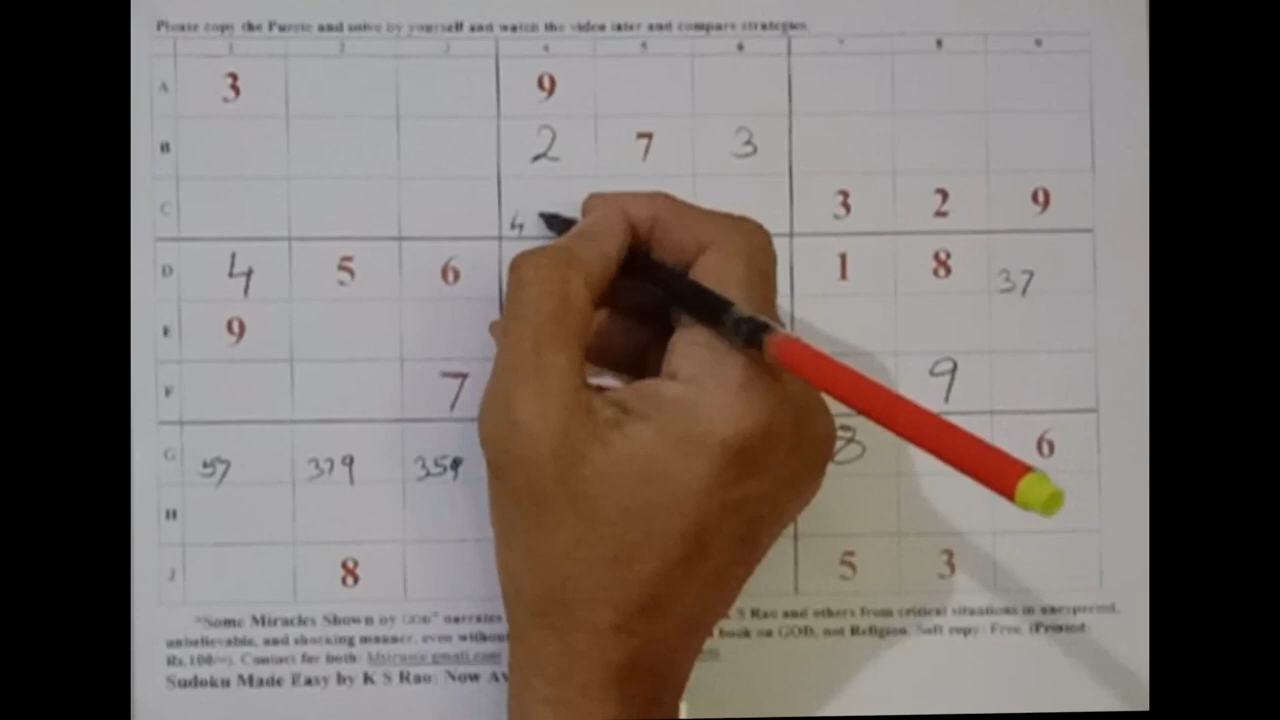 Please copy the Puzzle and solve by yourself and watch the video later and compare strategies.
1 2 3 4 5 6 7 8 9
A 3 9
B 2 7 3
C 4 3 2 9
D 4 5 6 1 8 37
E 9
F 7 9
G 57 379 359 8 6
H
J 8 5 3
"Some Miracles Shown by GOD" narrates K S Rao and others from critical situations in unexpected,
unbelievable, and shocking manner, even without book on GOD, not Religion. Soft copy: Free. (Printed:
Rs.100/-). Contact for both:
Sudoku Made Easy by K S Rao: Now